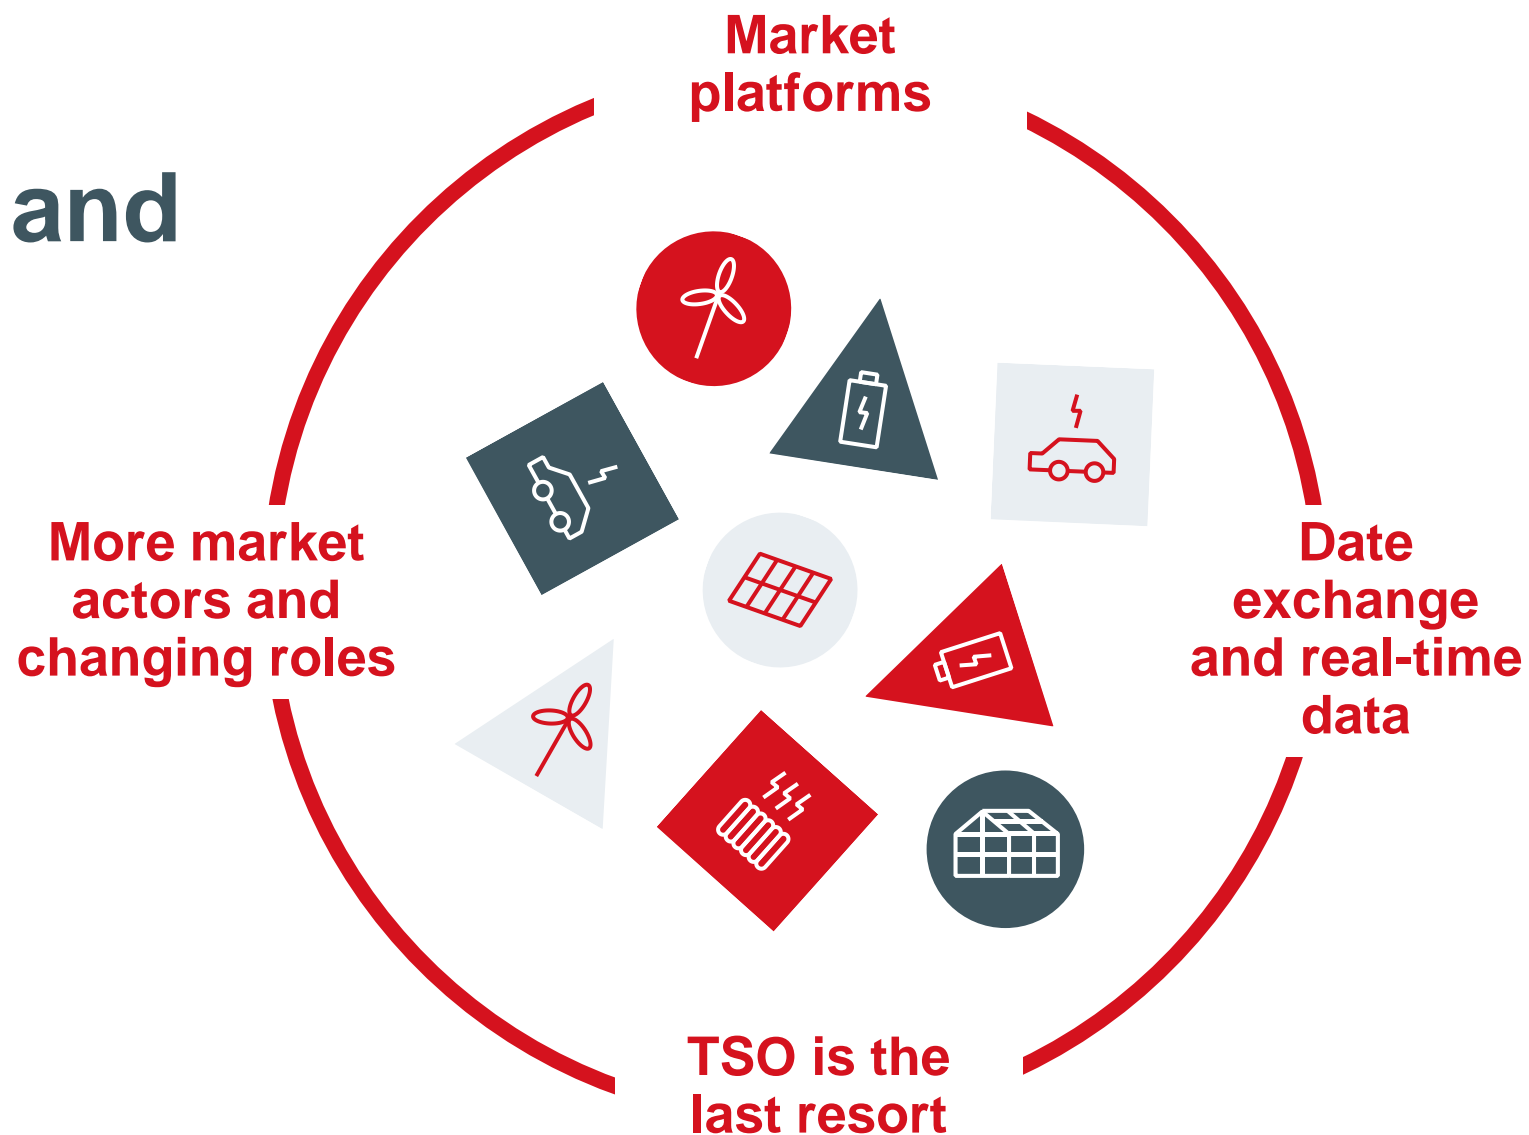 Market
platforms
and
More market
actors and
changing roles
Date
exchange
and real-time
data
TSO is the
last resort